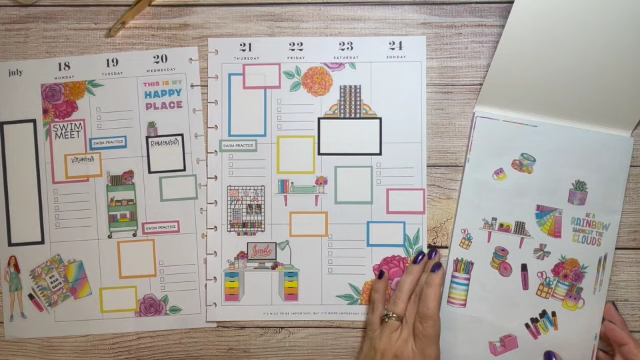 july
18
MONDAY
19
TUESDAY
20
WEDNESDAY
THIS IS MY
HAPPY
PLACE
SWIM
MEET
SWIM PRACTICE
SWIM PRACTICE
21
THURSDAY
22
FRIDAY
23
SATURDAY
24
SUNDAY
SWIM PRACTICE
Smile
BE A
RAINBOW
AMONGST THE
CLOUDS